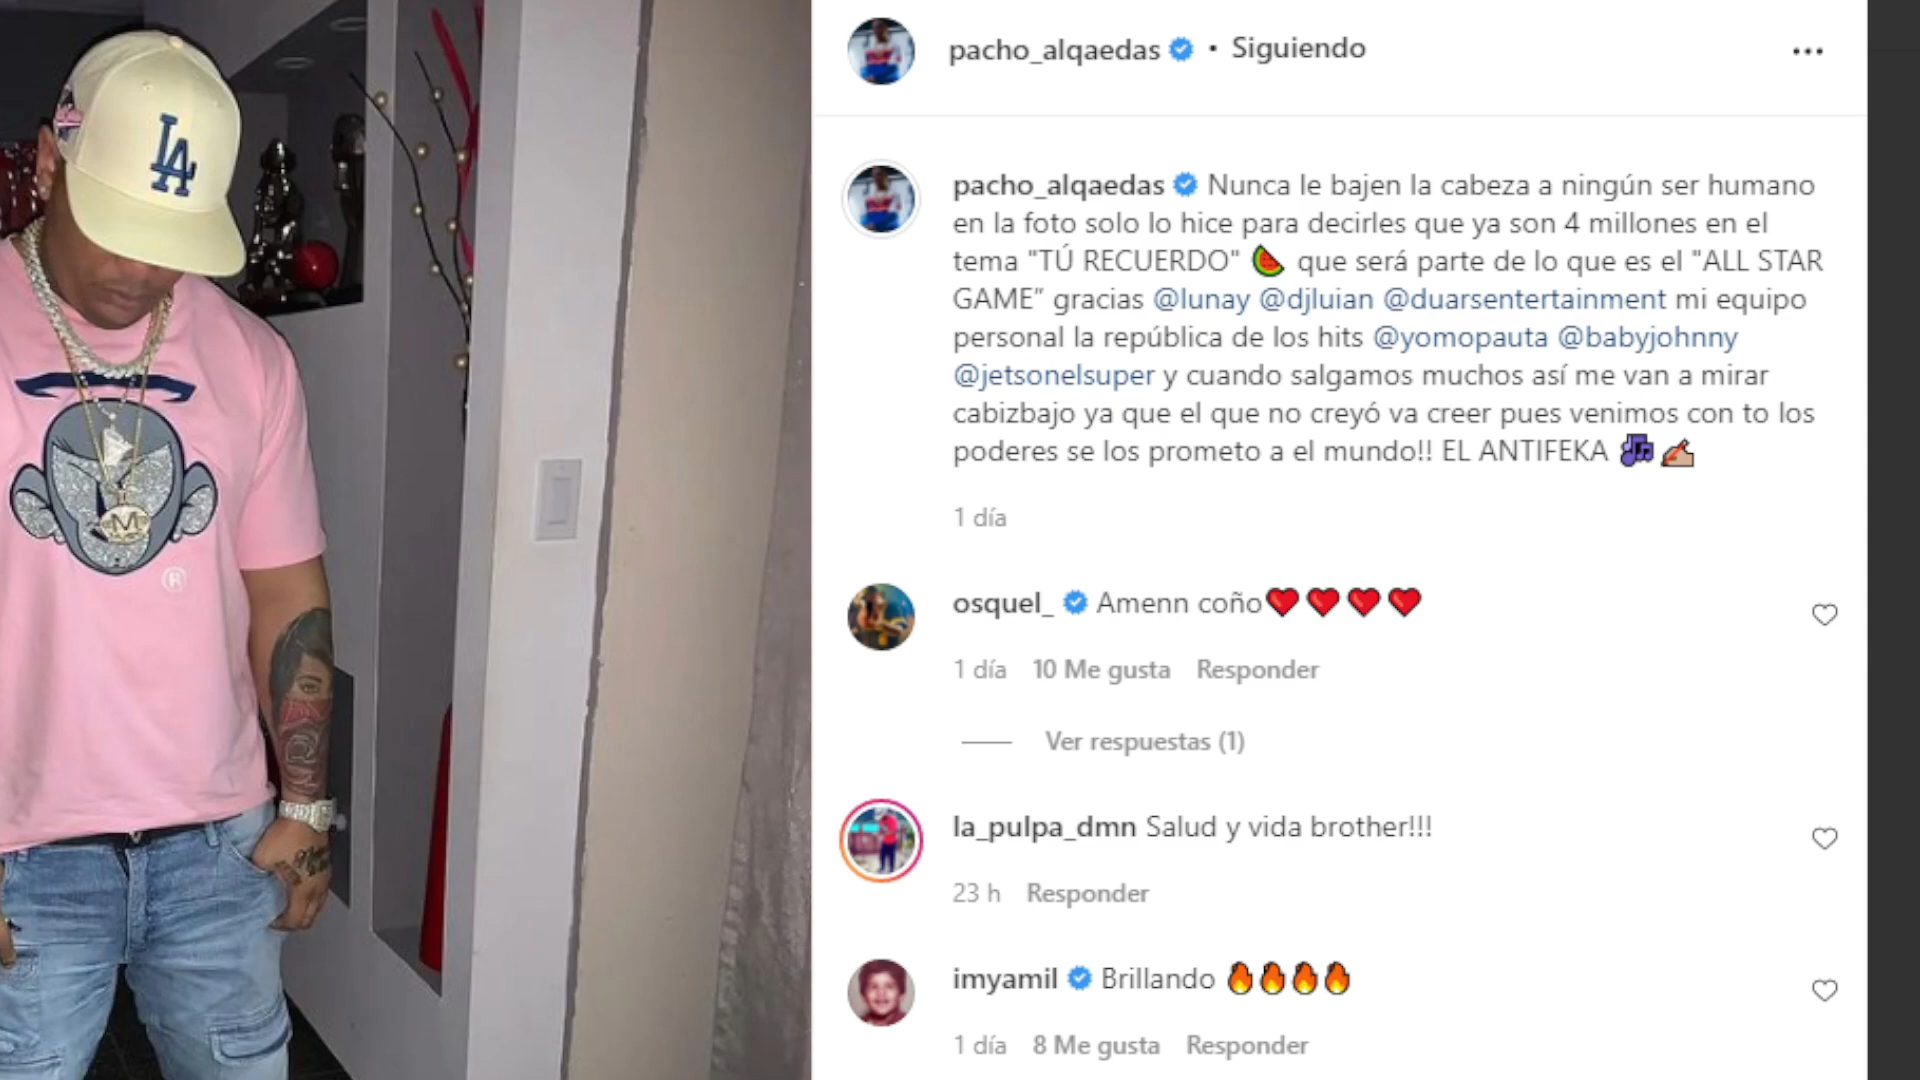 LA
M
®
pacho_alqaedas • Siguiendo
pacho_alqaedas Nunca le bajen la cabeza a ningún ser humano
en la foto solo lo hice para decirles que ya son 4 millones en el
tema "TÚ RECUERDO" 🍉 que será parte de lo que es el "ALL STAR
GAME" gracias @lunay @djluian @duarsentertainment mi equipo
personal la república de los hits @yomopauta @babyjohnny
@jetsonelsuper y cuando salgamos muchos así me van a mirar
cabizbajo ya que el que no creyó va creer pues venimos con to los
poderes se los prometo a el mundo!! EL ANTIFEKA 🎶✍🏼
1 día
osquel_ Amenn coño❤❤❤❤
1 día 10 Me gusta Responder
Ver respuestas (1)
la_pulpa_dmn Salud y vida brother!!!
23 h Responder
imyamil Brillando 🔥🔥🔥🔥
1 día 8 Me gusta Responder